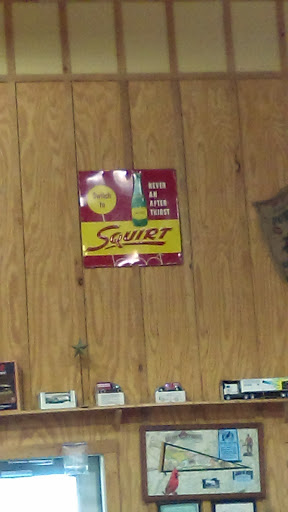 Switch
to
NEVER
AN
AFTER-
THIRST
SQUIRT